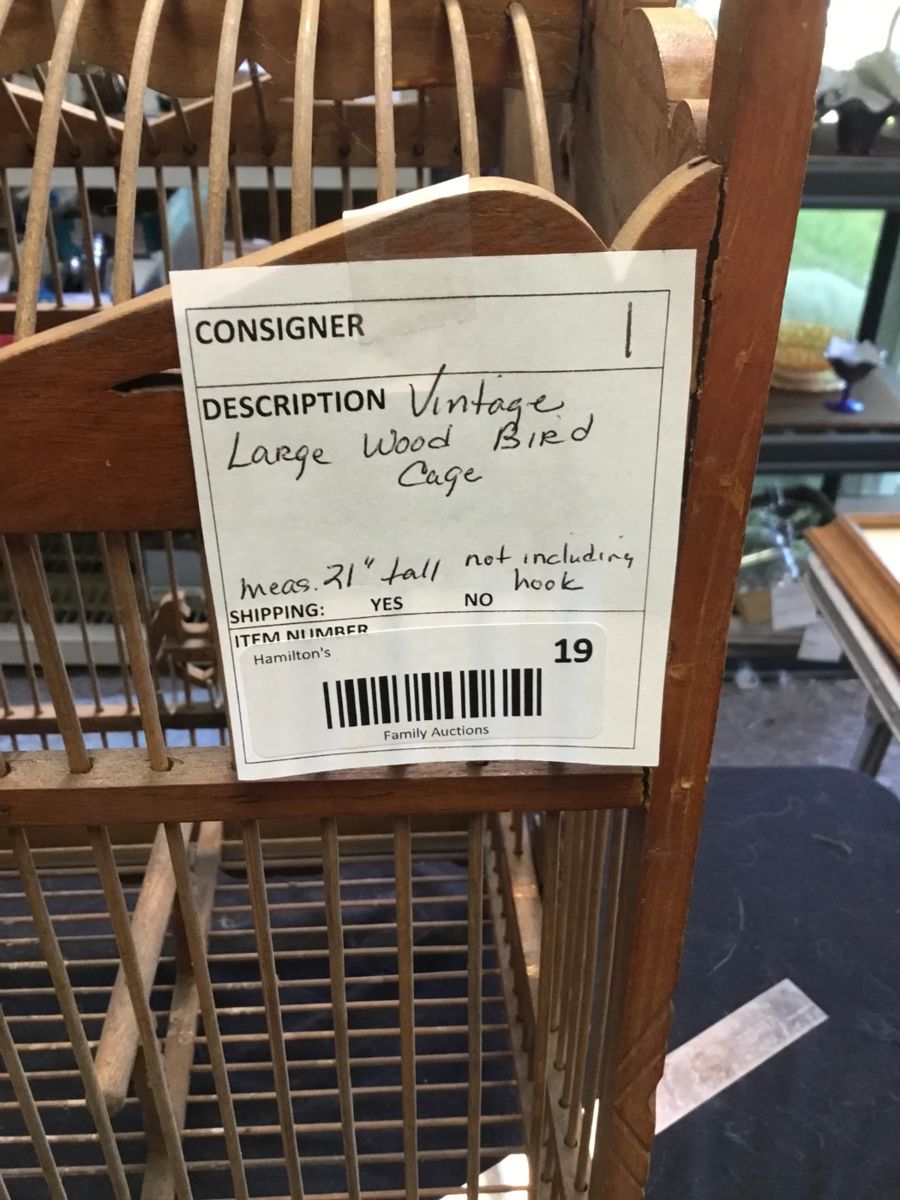 CONSIGNER 1
DESCRIPTION Vintage
Large Wood Bird
Cage
meas. 21" tall not including
hook
SHIPPING: YES NO
ITEM NUMBER
Hamilton's 19
Family Auctions